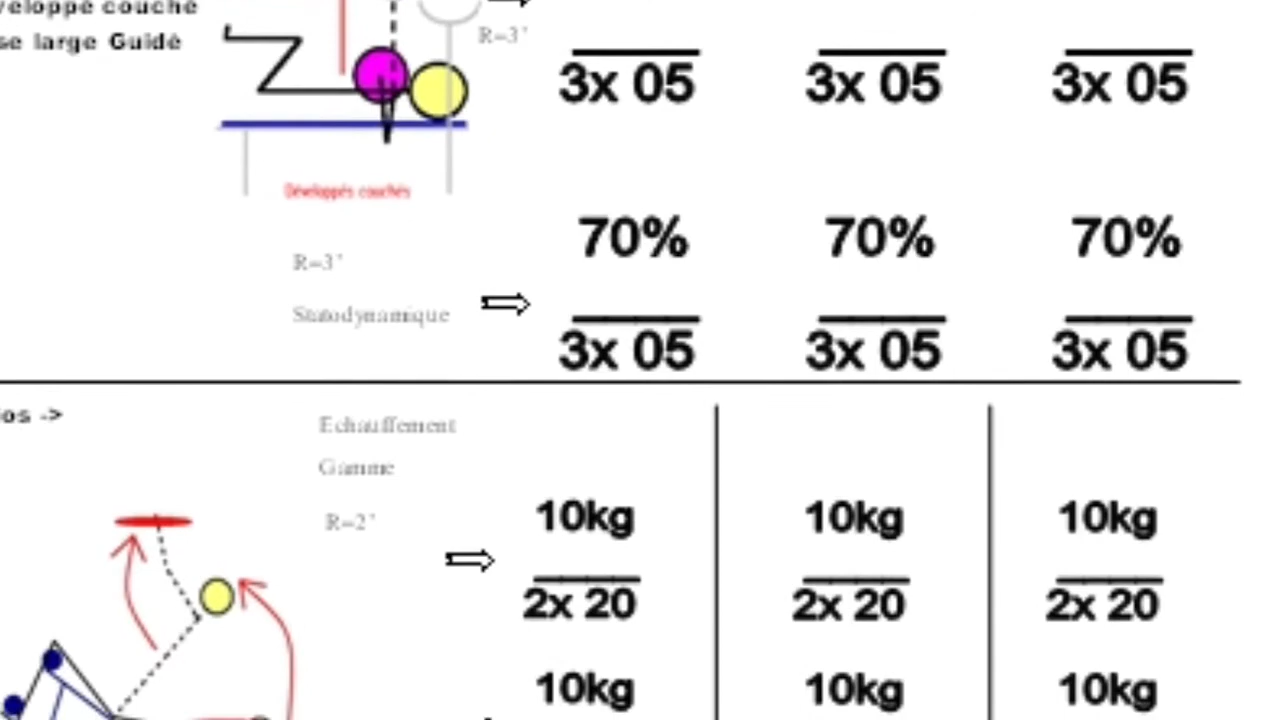 veloppé couché
se large Guidé
R=3'
3x 05 3x 05 3x 05
Développés couchés
70% 70% 70%
R=3'
Statodynamique
3x 05 3x 05 3x 05
os ->
Echauffement
Gamme
10kg 10kg 10kg
R=2'
2x 20 2x 20 2x 20
10kg 10kg 10kg